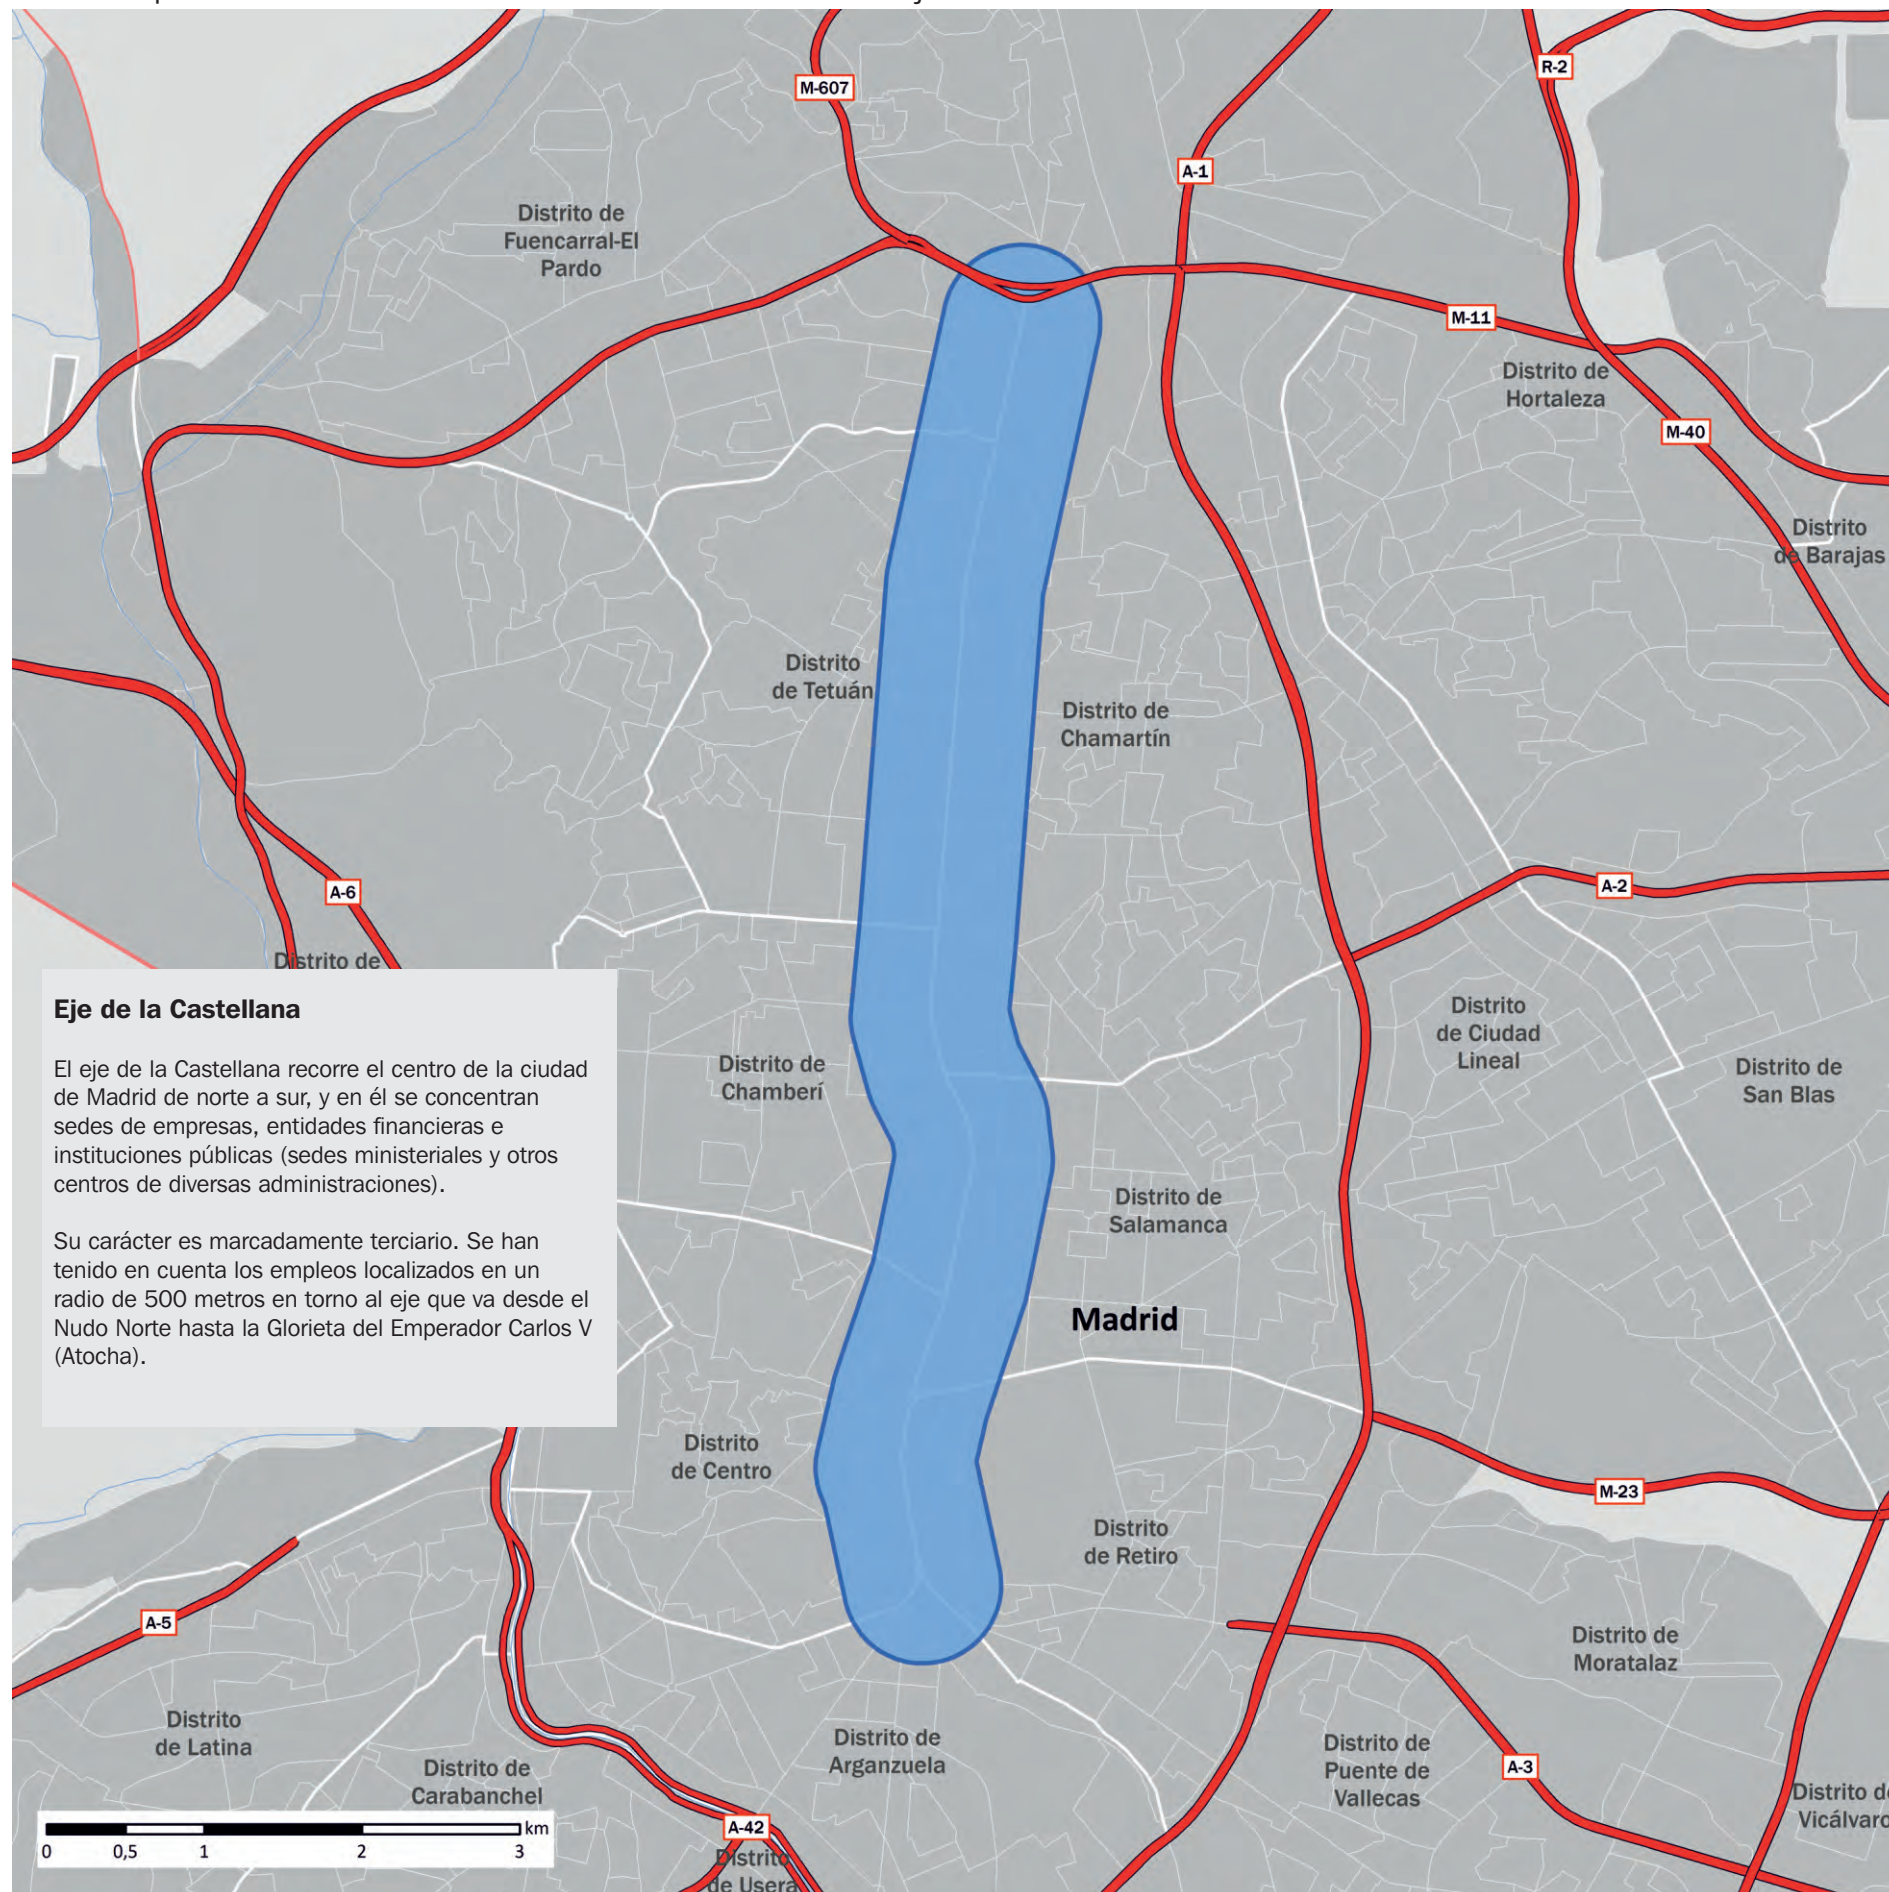 M-607
R-2
A-1
Distrito de
Fuencarral-El
Pardo
M-11
Distrito de
Hortaleza
M-40
Distrito
de Barajas
Distrito
de Tetuán
Distrito de
Chamartín
A-6
A-2
Distrito de
Eje de la Castellana
El eje de la Castellana recorre el centro de la ciudad
de Madrid de norte a sur, y en él se concentran
sedes de empresas, entidades financieras e
instituciones públicas (sedes ministeriales y otros
centros de diversas administraciones).
Su carácter es marcadamente terciario. Se han
tenido en cuenta los empleos localizados en un
radio de 500 metros en torno al eje que va desde el
Nudo Norte hasta la Glorieta del Emperador Carlos V
(Atocha).
Distrito
de Ciudad
Lineal
Distrito de
Chamberí
Distrito de
San Blas
Distrito de
Salamanca
Madrid
Distrito
de Centro
M-23
Distrito
de Retiro
A-5
Distrito de
Moratalaz
Distrito
de Latina
Distrito de
Arganzuela
Distrito de
Puente de
Vallecas
A-3
Distrito de
Carabanchel
Distrito de
Vicálvaro
A-42
Distrito
de Usera
km
0 0,5 1 2 3